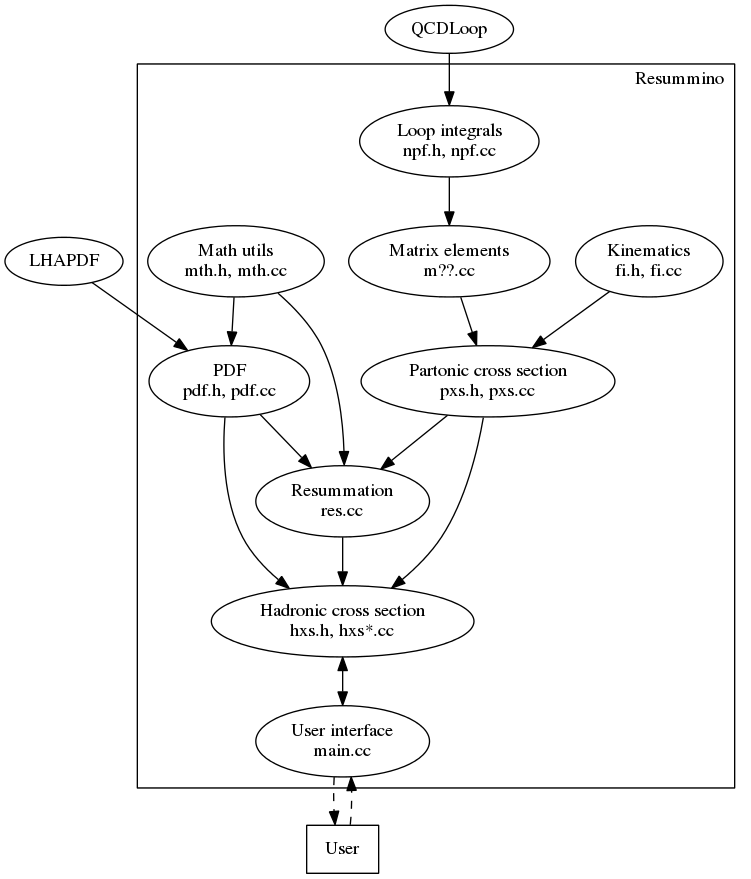 QCDLoop
Resummino
Loop integrals
npf.h, npf.cc
LHAPDF
Math utils
mth.h, mth.cc
Matrix elements
m??.cc
Kinematics
fi.h, fi.cc
PDF
pdf.h, pdf.cc
Partonic cross section
pxs.h, pxs.cc
Resummation
res.cc
Hadronic cross section
hxs.h, hxs*.cc
User interface
main.cc
User